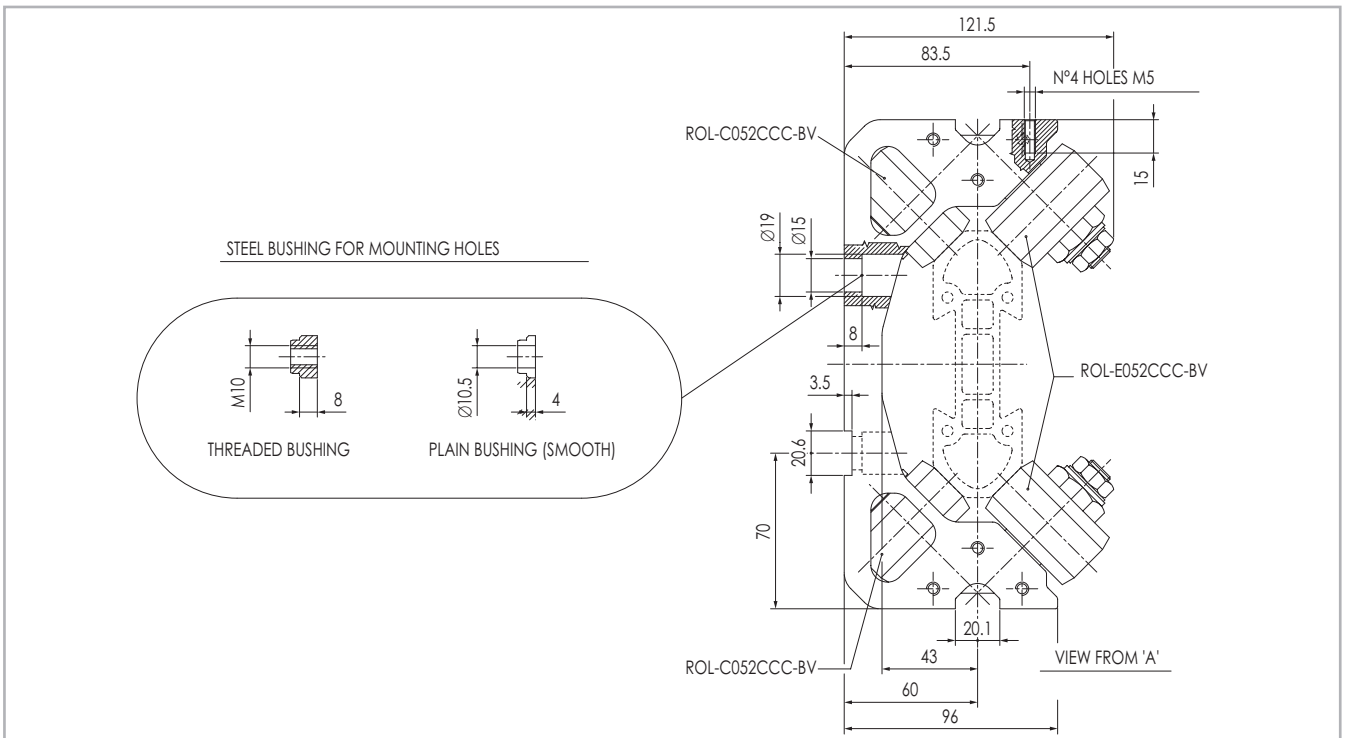 121.5
83.5
Nº4 HOLES M5
ROL-C052CCC-BV
15
Ø19
Ø15
STEEL BUSHING FOR MOUNTING HOLES
8
ROL-E052CCC-BV
3.5
M10
8
Ø10.5
4
THREADED BUSHING
PLAIN BUSHING (SMOOTH)
20.6
70
20.1
ROL-C052CCC-BV
43
VIEW FROM 'A'
60
96